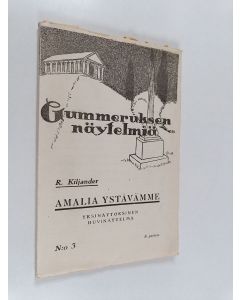 Gummeruksen
näytelmiä
R. Kiljander
AMALIA YSTÄVÄMME
YKSINÄYTÖKSINEN
HUVINÄYTELMÄ
N:o 3